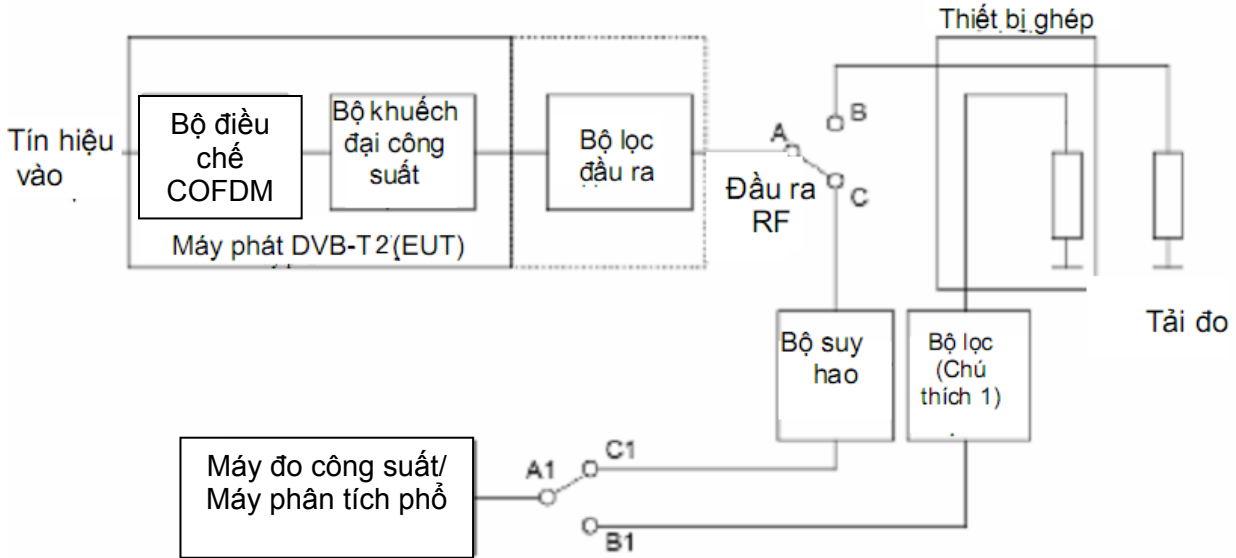 Thiết bị ghép
Tín hiệu
vào
Bộ điều
chế
COFDM
Bộ khuếch
đại công
suất
Bộ lọc
đầu ra
Máy phát DVB-T2 (EUT)
A
B
C
Đầu ra
RF
Tải đo
Bộ suy
hao
Bộ lọc
(Chú
thích 1)
Máy đo công suất/
Máy phân tích phổ
A1
C1
B1